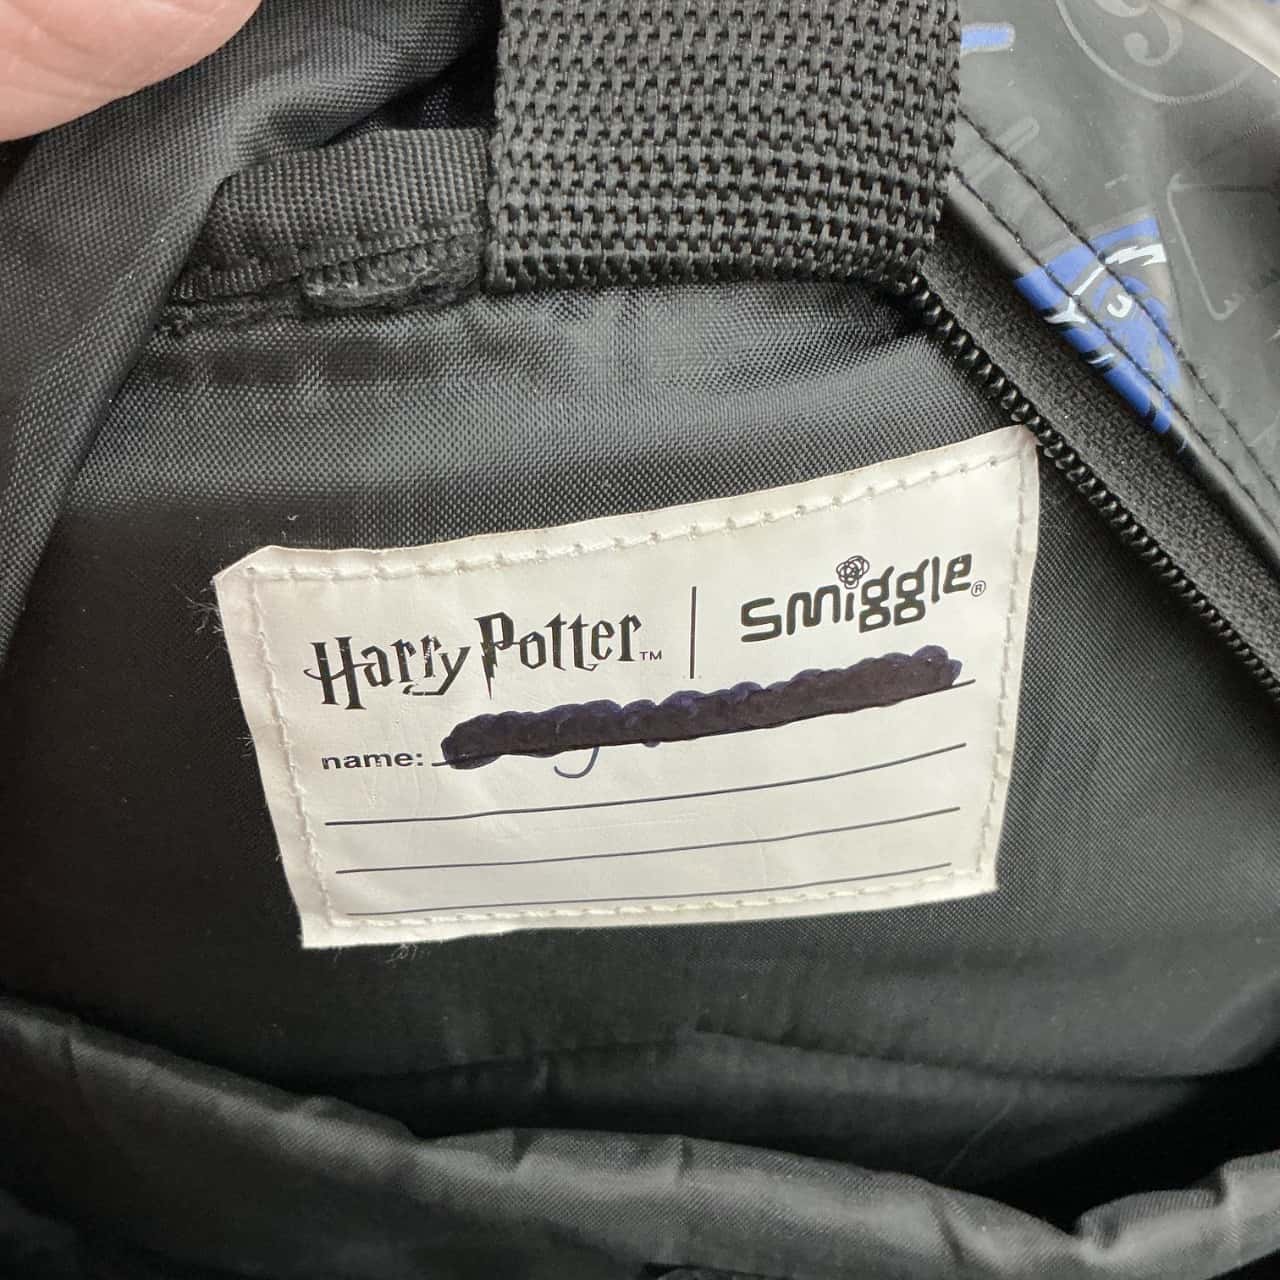 Harry Potter™ | smiggle®
name: